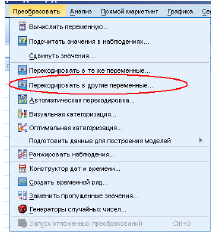 Преобразовать Анализ Прямой маркетинг Графика
Вычислить переменную...
Подсчитать значения в наблюдениях...
Сдвинуть значения...
Перекодировать в те же переменные...
Перекодировать в другие переменные...
Автоматическая перекодировка...
Визуальная категоризация...
Оптимальная категоризация...
Подготовить данные для построения моделей
Ранжировать наблюдения...
Конструктор дат и времени...
Создать временной ряд...
Заменить пропущенные значения...
Генераторы случайных чисел...
Запуск отложенных преобразований Ctrl+G